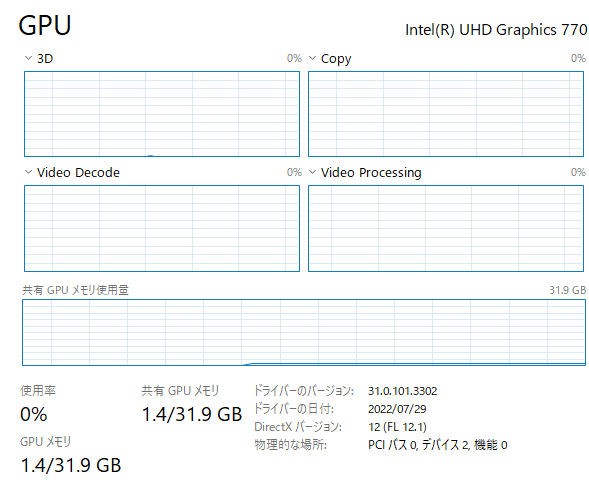 GPU
Intel(R) UHD Graphics 770
3D 0%
Copy 0%
Video Decode 0%
Video Processing 0%
共有 GPU メモリ使用量 31.9 GB
使用率
0%
共有 GPU メモリ
1.4/31.9 GB
GPU メモリ
1.4/31.9 GB
ドライバーのバージョン: 31.0.101.3302
ドライバーの日付: 2022/07/29
DirectX バージョン: 12 (FL 12.1)
物理的な場所: PCI バス 0, デバイス 2, 機能 0